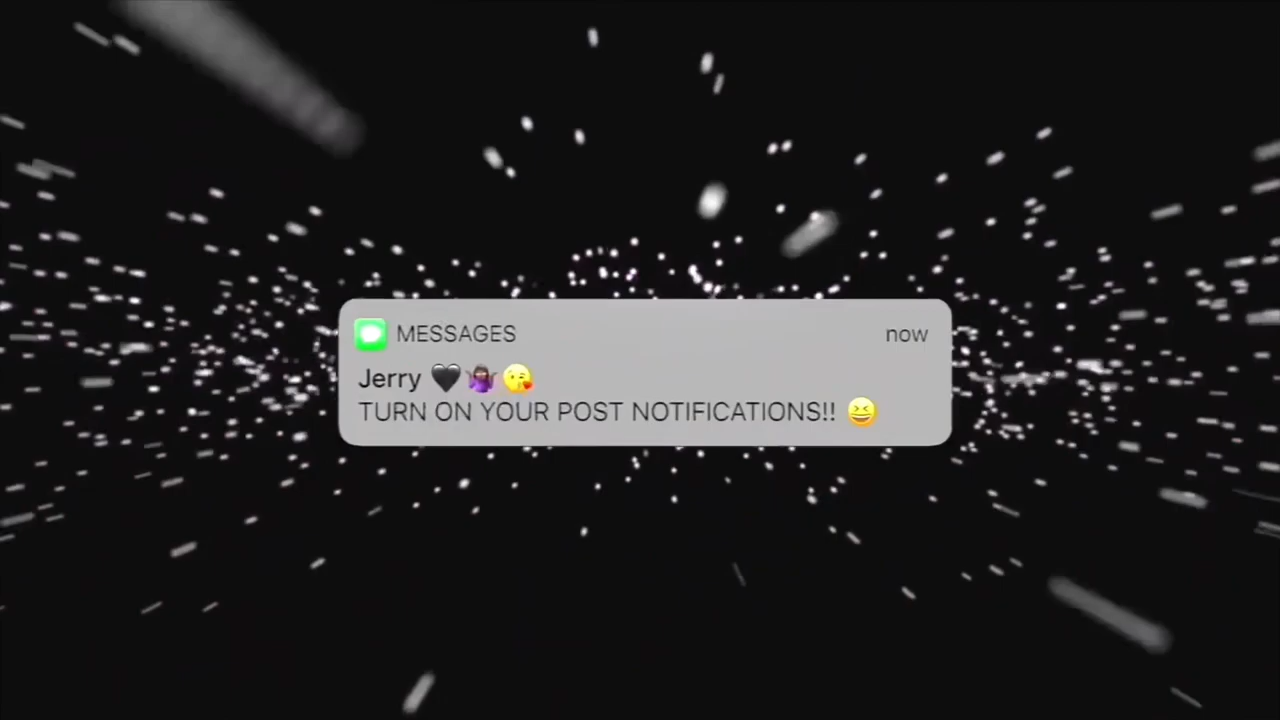 MESSAGES now
Jerry 🖤🤷🏾‍♀️😘
TURN ON YOUR POST NOTIFICATIONS!! 😆